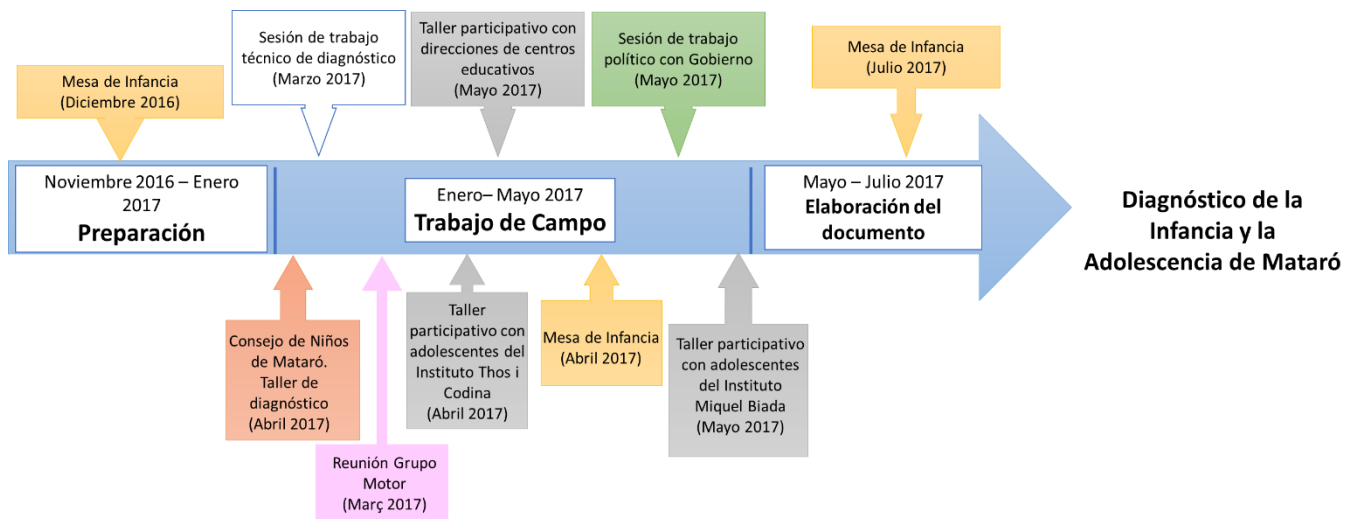 Mesa de Infancia
(Diciembre 2016)
Sesión de trabajo
técnico de diagnóstico
(Marzo 2017)
Taller participativo con
direcciones de centros
educativos
(Mayo 2017)
Sesión de trabajo
político con Gobierno
(Mayo 2017)
Mesa de Infancia
(Julio 2017)
Noviembre 2016 – Enero
2017
Preparación
Enero– Mayo 2017
Trabajo de Campo
Mayo – Julio 2017
Elaboración del
documento
Diagnóstico de la
Infancia y la
Adolescencia de Mataró
Consejo de Niños
de Mataró.
Taller de
diagnóstico
(Abril 2017)
Reunión Grupo
Motor
(Març 2017)
Taller
participativo con
adolescentes del
Instituto Thos i
Codina
(Abril 2017)
Mesa de Infancia
(Abril 2017)
Taller participativo
con adolescentes
del Instituto
Miquel Biada
(Mayo 2017)